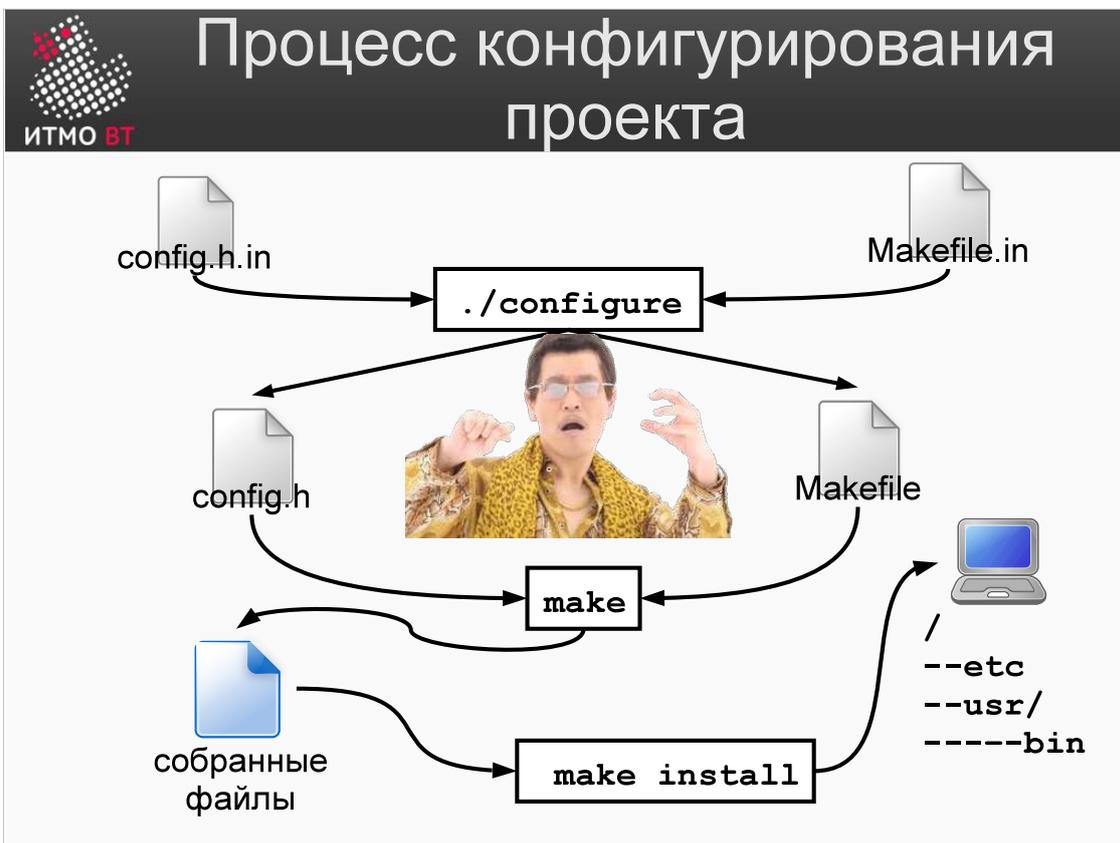 Процесс конфигурирования
проекта
ИТМО ВТ
config.h.in
Makefile.in
./configure
config.h
Makefile
make
/
--etc
--usr/
-----bin
собранные
файлы
make install